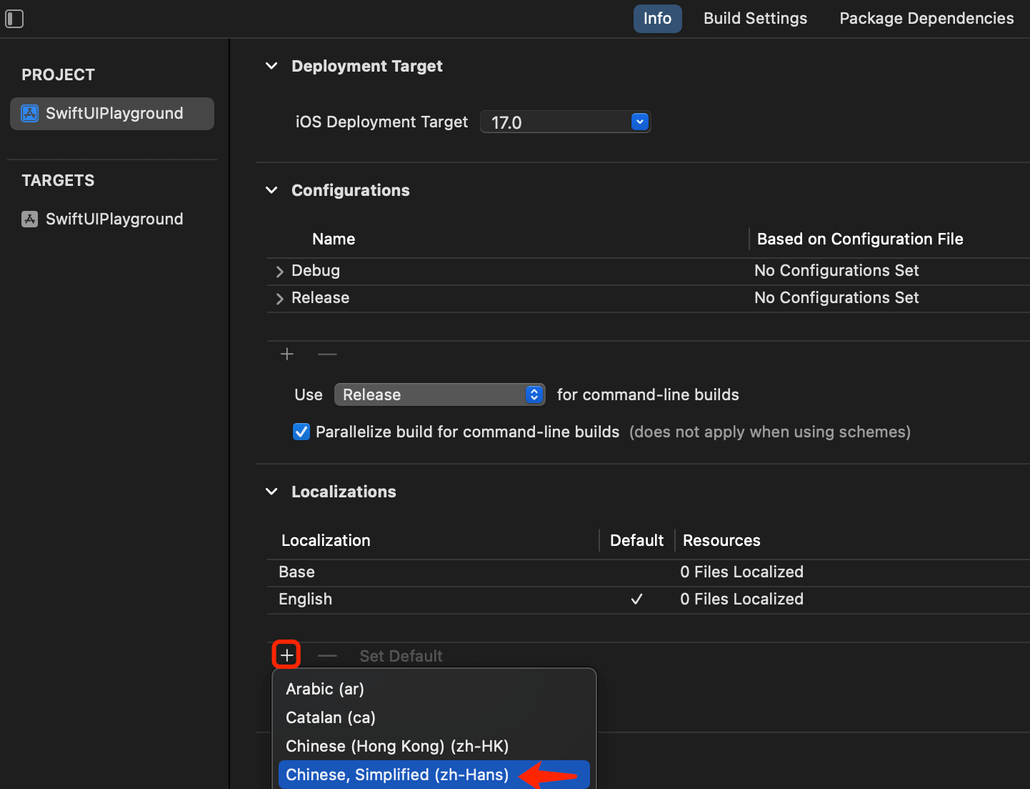 Info Build Settings Package Dependencies
PROJECT
SwiftUIPlayground
TARGETS
SwiftUIPlayground
Deployment Target
iOS Deployment Target 17.0
Configurations
Name Based on Configuration File
Debug No Configurations Set
Release No Configurations Set
Use Release for command-line builds
Parallelize build for command-line builds (does not apply when using schemes)
Localizations
Localization Default Resources
Base 0 Files Localized
English 0 Files Localized
Set Default
Arabic (ar)
Catalan (ca)
Chinese (Hong Kong) (zh-HK)
Chinese, Simplified (zh-Hans)